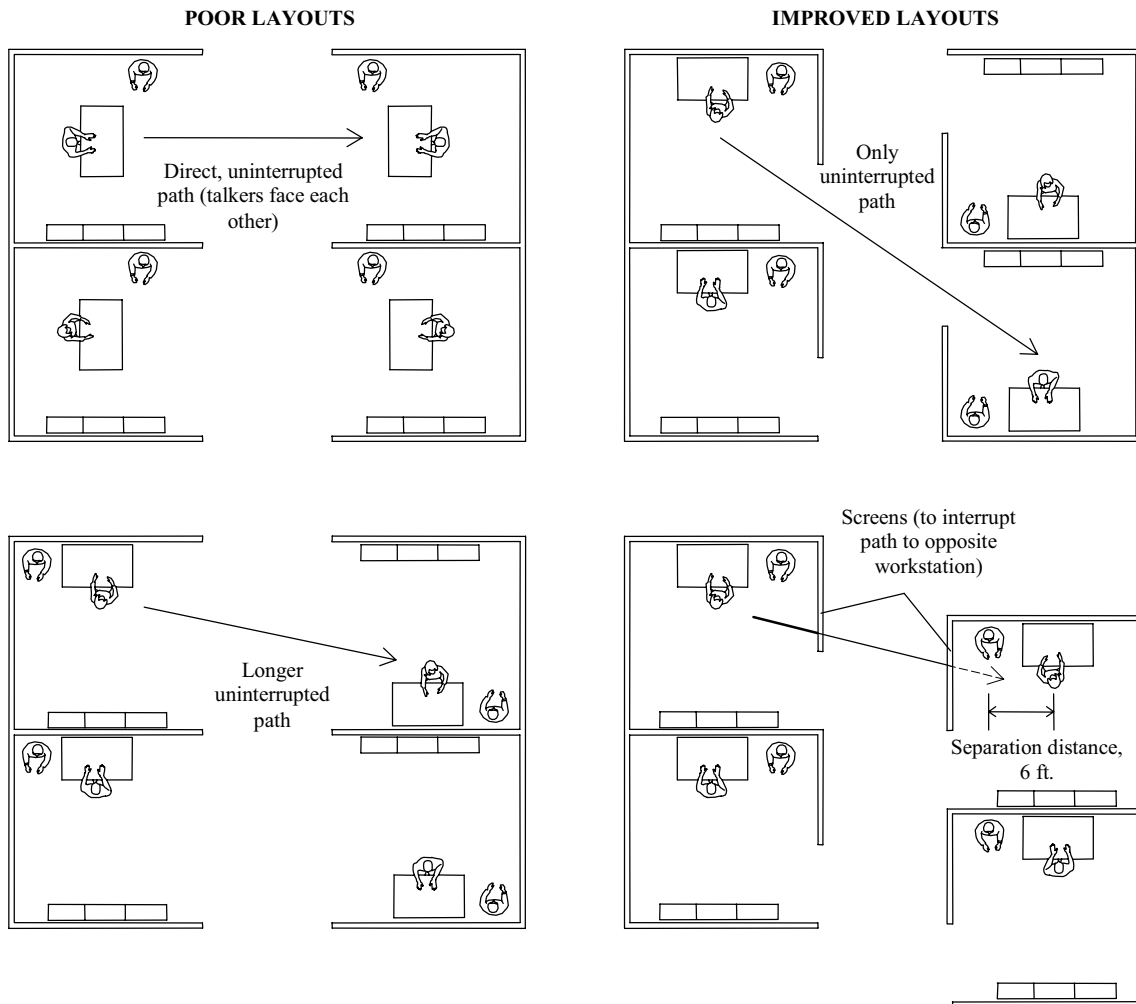 POOR LAYOUTS
IMPROVED LAYOUTS
Direct, uninterrupted
path (talkers face each
other)
Only
uninterrupted
path
Longer
uninterrupted
path
Screens (to interrupt
path to opposite
workstation)
Separation distance,
6 ft.